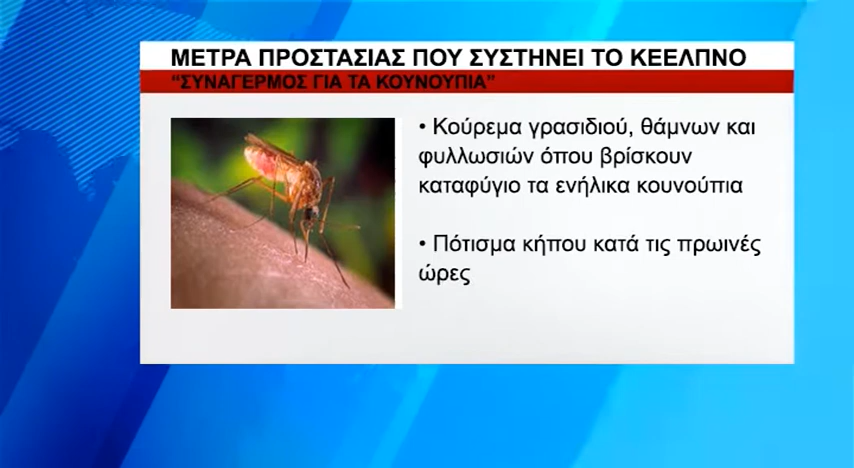 ΜΕΤΡΑ ΠΡΟΣΤΑΣΙΑΣ ΠΟΥ ΣΥΣΤΗΝΕΙ ΤΟ ΚΕΕΛΠΝΟ
“ΣΥΝΑΓΕΡΜΟΣ ΓΙΑ ΤΑ ΚΟΥΝΟΥΠΙΑ”
• Κούρεμα γρασιδιού, θάμνων και
φυλλωσιών όπου βρίσκουν
καταφύγιο τα ενήλικα κουνούπια
• Πότισμα κήπου κατά τις πρωινές
ώρες